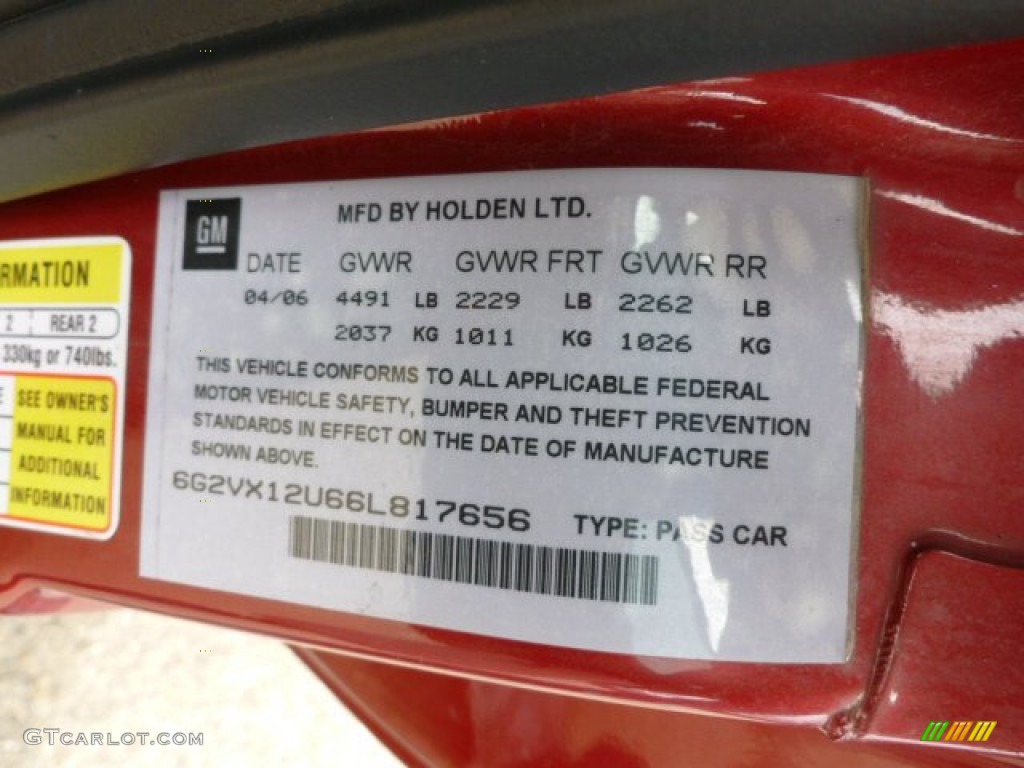 GM
MFD BY HOLDEN LTD.
DATE GVWR GVWR FRT GVWR RR
04/06 4491 LB 2229 LB 2262 LB
2037 KG 1011 KG 1026 KG
THIS VEHICLE CONFORMS TO ALL APPLICABLE FEDERAL
MOTOR VEHICLE SAFETY, BUMPER AND THEFT PREVENTION
STANDARDS IN EFFECT ON THE DATE OF MANUFACTURE
SHOWN ABOVE.
6G2VX12U66L817656 TYPE: PASS CAR
RMATION
2 REAR 2
330kg or 740lbs.
E SEE OWNER'S
MANUAL FOR
ADDITIONAL
INFORMATION
GTCARLOT.COM